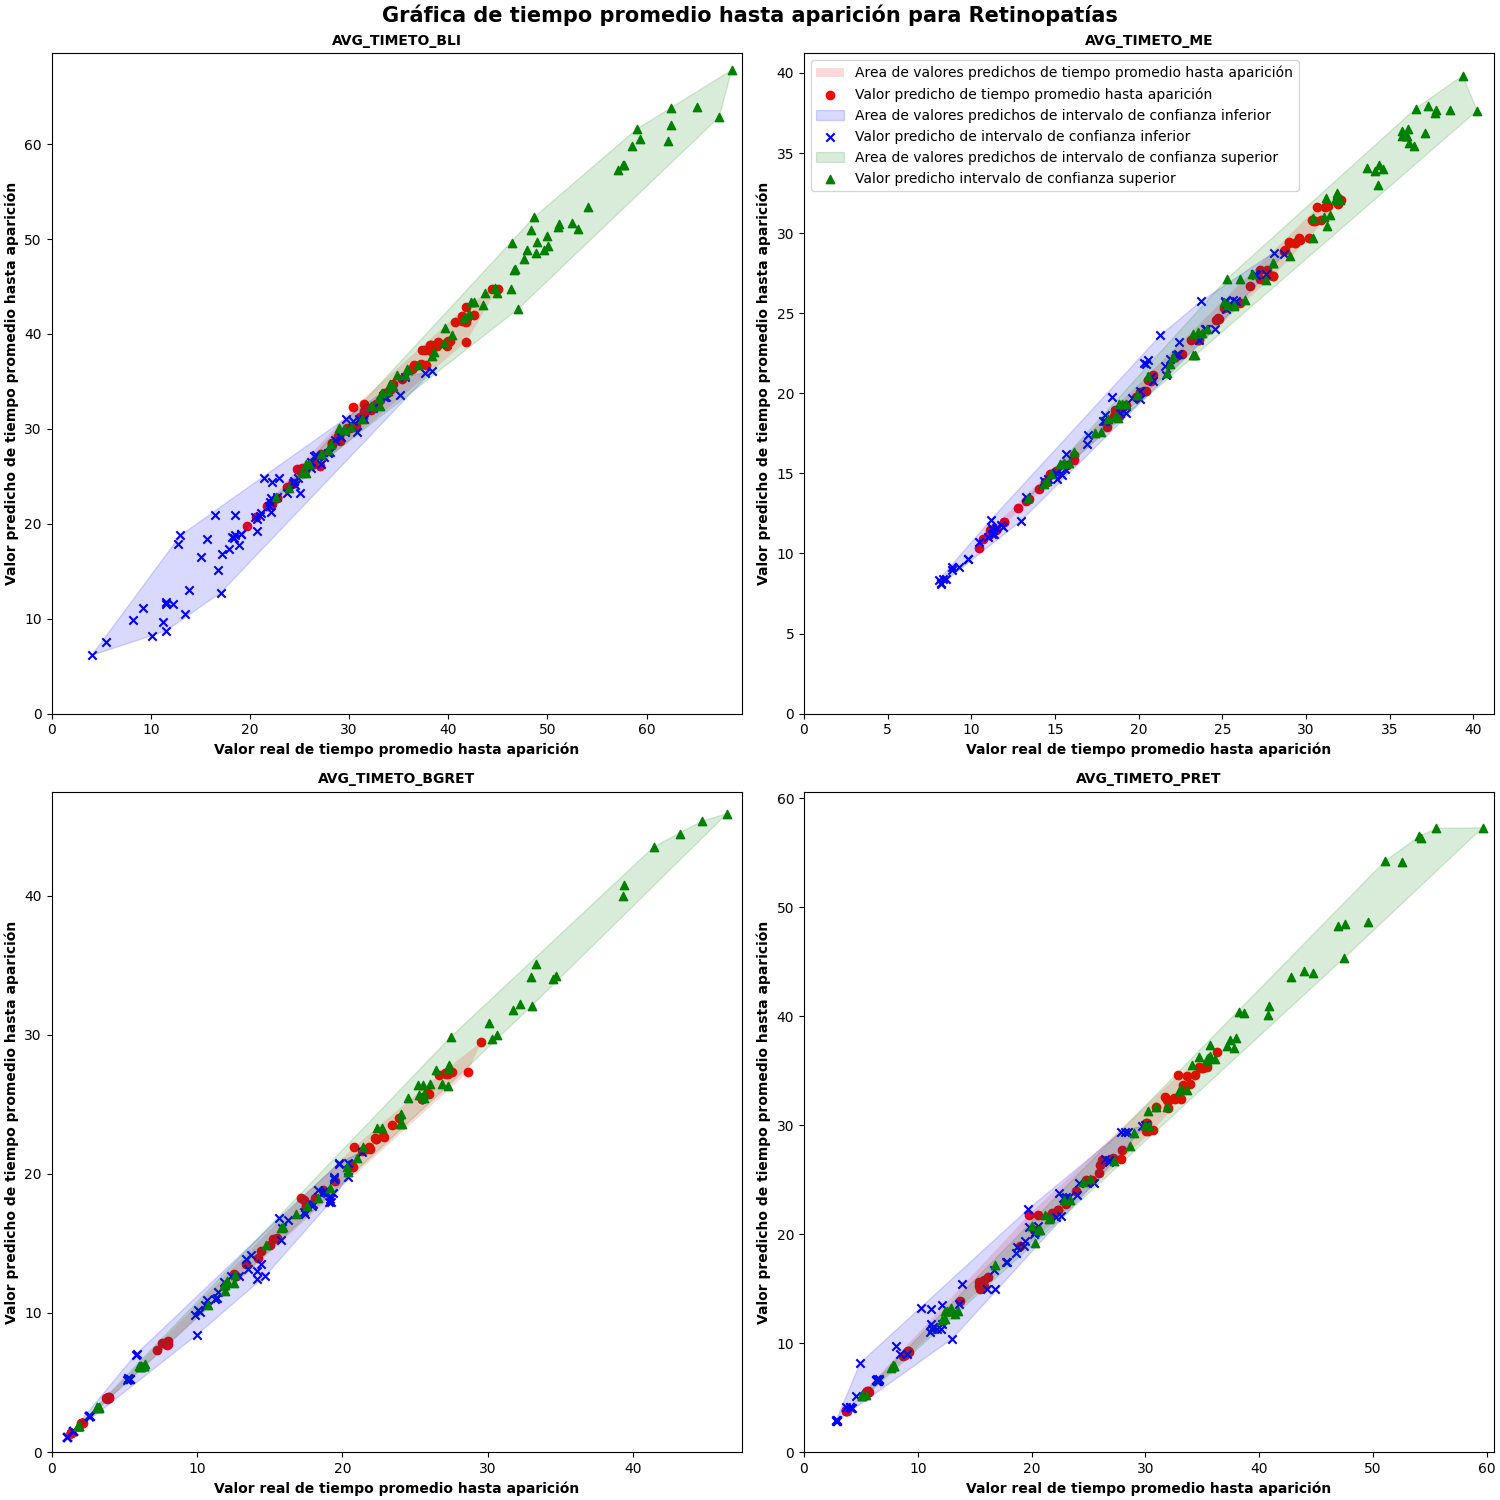 Gráfica de tiempo promedio hasta aparición para Retinopatías
AVG_TIMETO_BLI
60
50
40
30
20
10
0
0 10 20 30 40 50 60
Valor predicho de tiempo promedio hasta aparición
Valor real de tiempo promedio hasta aparición
AVG_TIMETO_ME
Area de valores predichos de tiempo promedio hasta aparición
Valor predicho de tiempo promedio hasta aparición
Area de valores predichos de intervalo de confianza inferior
Valor predicho de intervalo de confianza inferior
Area de valores predichos de intervalo de confianza superior
Valor predicho intervalo de confianza superior
40
35
30
25
20
15
10
5
0
0 5 10 15 20 25 30 35 40
Valor predicho de tiempo promedio hasta aparición
Valor real de tiempo promedio hasta aparición
AVG_TIMETO_BGRET
40
30
20
10
0
0 10 20 30 40
Valor predicho de tiempo promedio hasta aparición
Valor real de tiempo promedio hasta aparición
AVG_TIMETO_PRET
60
50
40
30
20
10
0
0 10 20 30 40 50 60
Valor predicho de tiempo promedio hasta aparición
Valor real de tiempo promedio hasta aparición